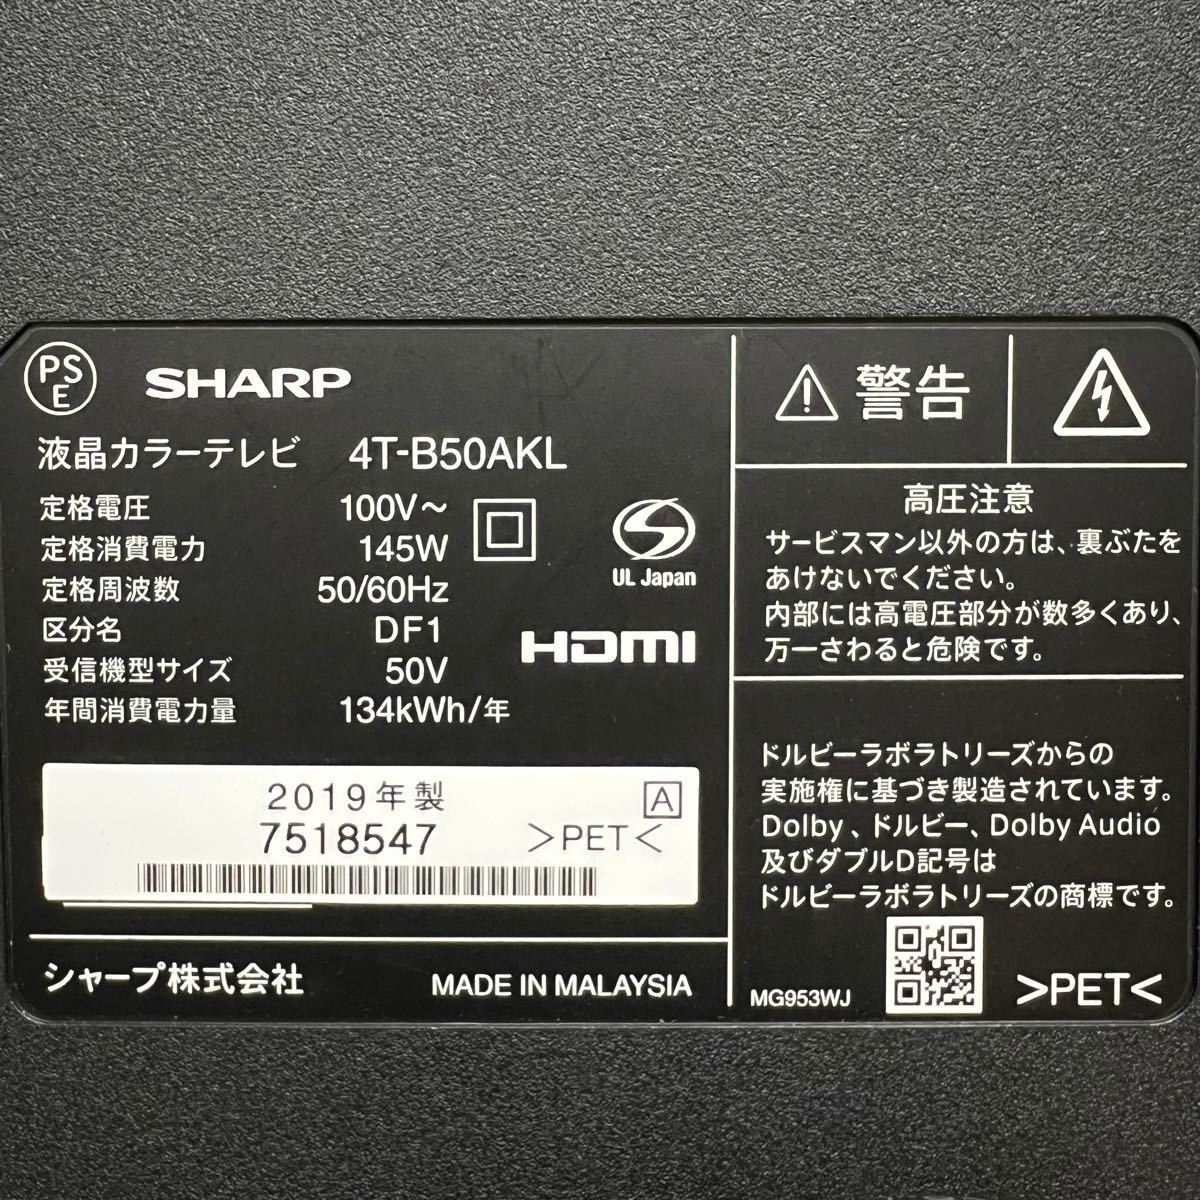 PSE
SHARP
液晶カラーテレビ 4T-B50AKL
定格電圧 100V～
定格消費電力 145W
定格周波数 50/60Hz
区分名 DF1
受信機型サイズ 50V
年間消費電力量 134kWh/年
UL Japan
HDMI
2019年製 A
7518547 >PET<
シャープ株式会社 MADE IN MALAYSIA
警告
高圧注意
サービスマン以外の方は、裏ぶたを
あけないでください。
内部には高電圧部分が数多くあり、
万一さわると危険です。
ドルビーラボラトリーズからの
実施権に基づき製造されています。
Dolby、ドルビー、Dolby Audio
及びダブルD記号は
ドルビーラボラトリーズの商標です。
MG953WJ >PET<